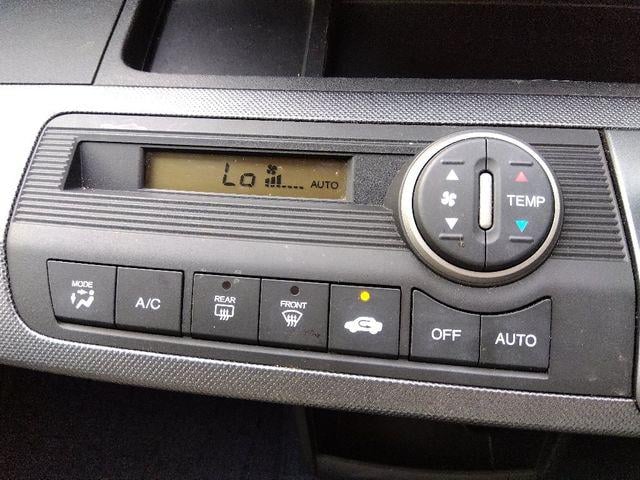 Lo AUTO
TEMP
MODE
A/C
REAR
FRONT
OFF
AUTO